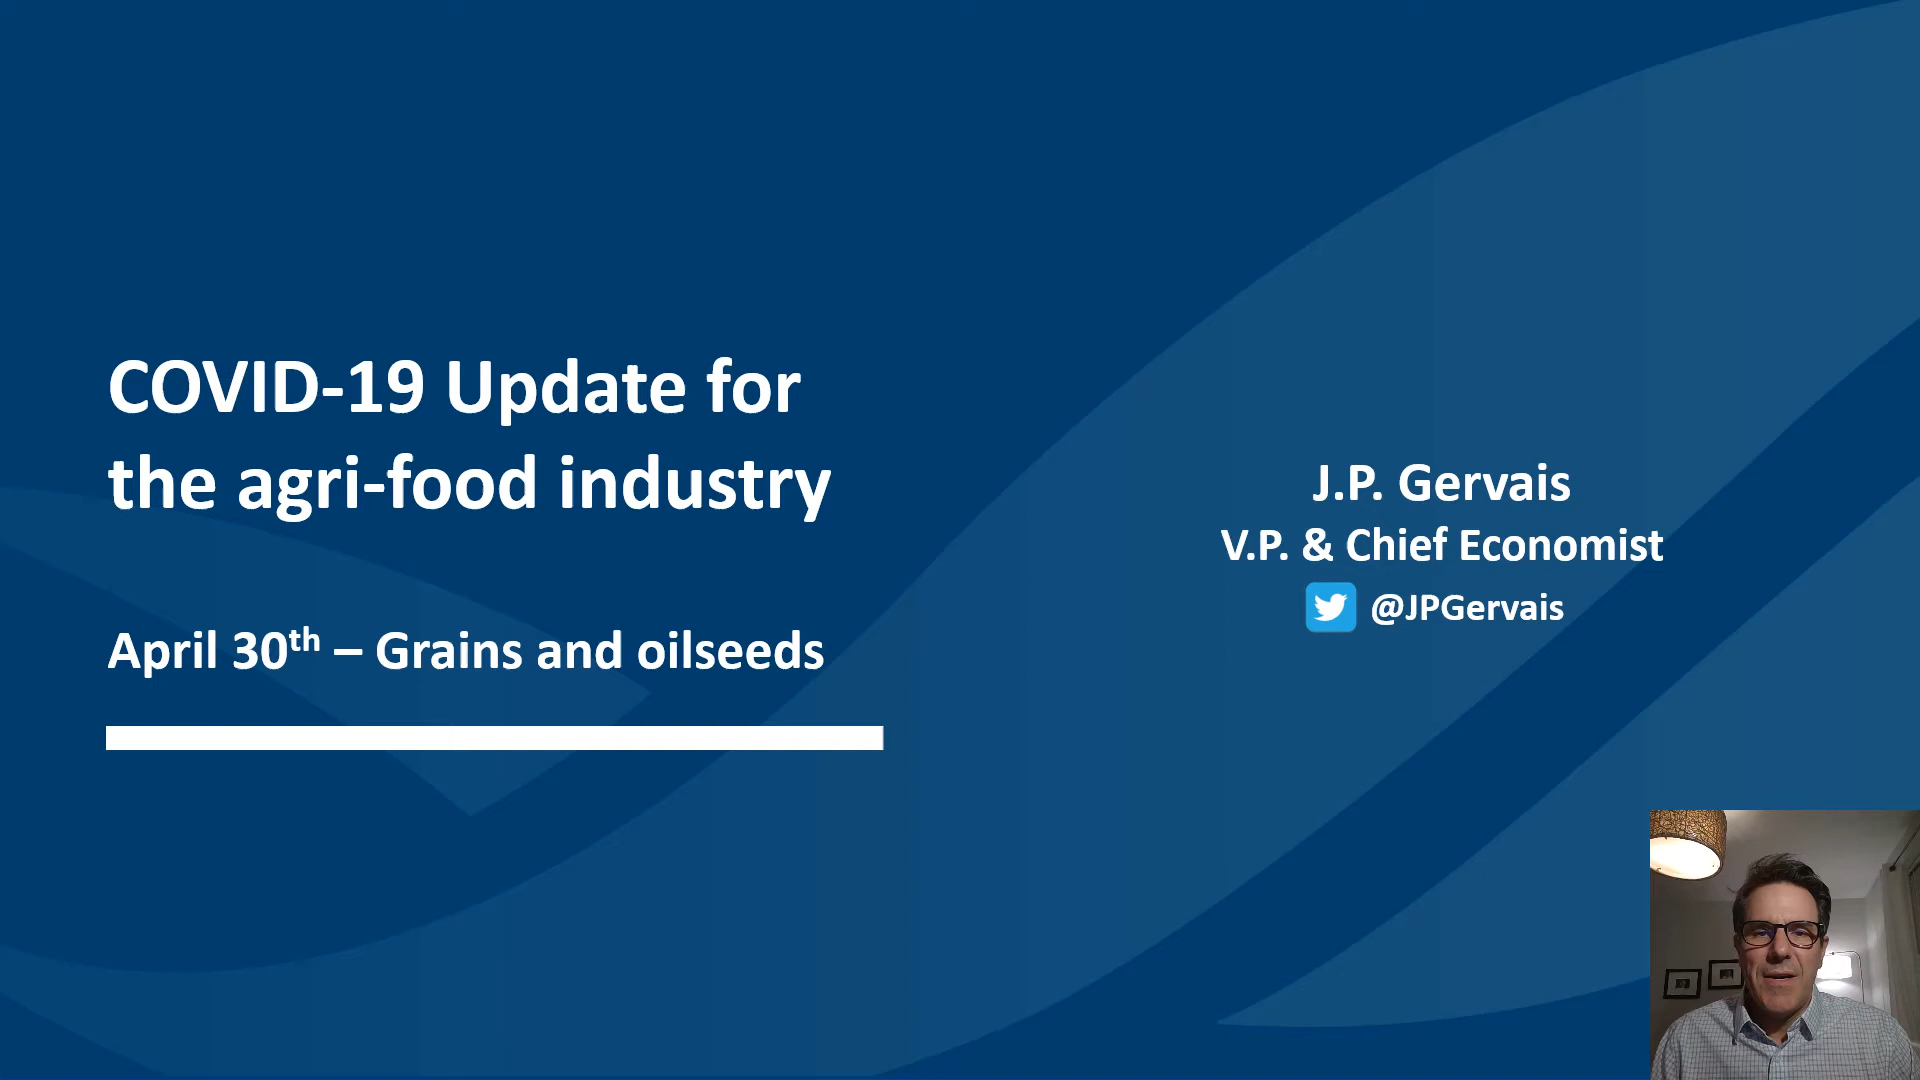 COVID-19 Update for
the agri-food industry
April 30th – Grains and oilseeds
J.P. Gervais
V.P. & Chief Economist
@JPGervais